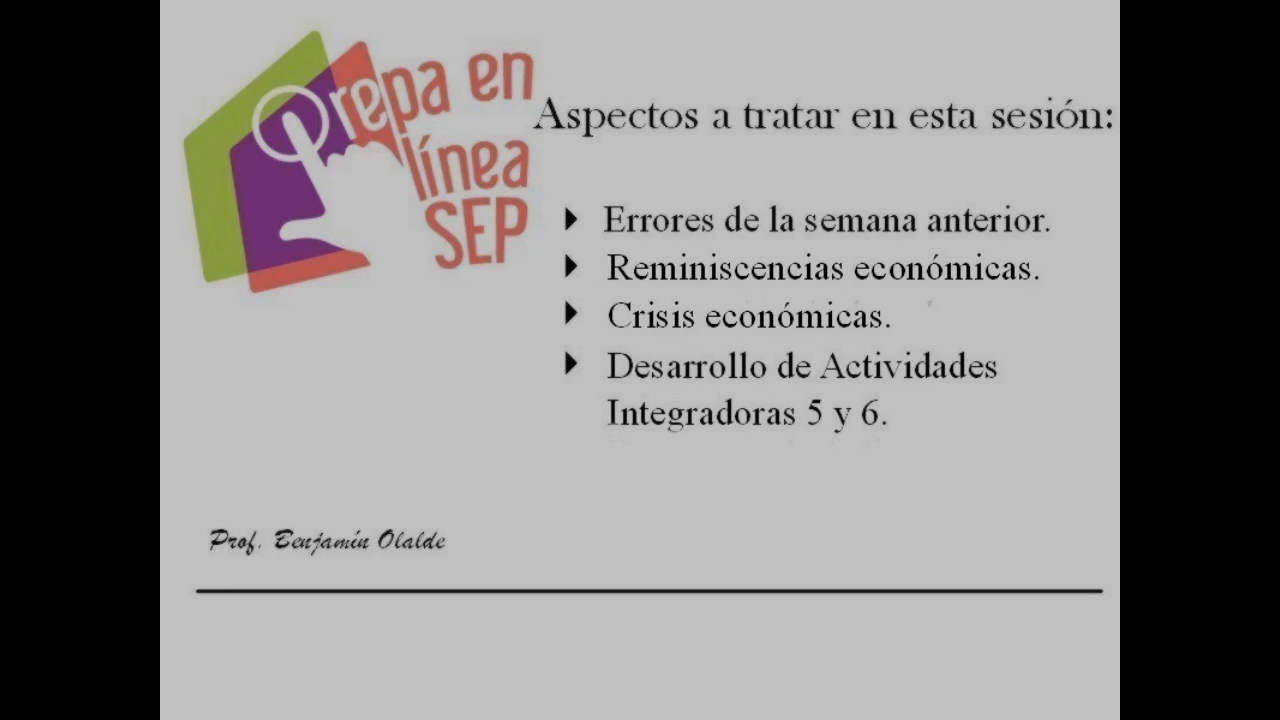 Prepa en
línea
SEP
Aspectos a tratar en esta sesión:
Errores de la semana anterior.
Reminiscencias económicas.
Crisis económicas.
Desarrollo de Actividades
Integradoras 5 y 6.
Prof. Benjamín Olalde